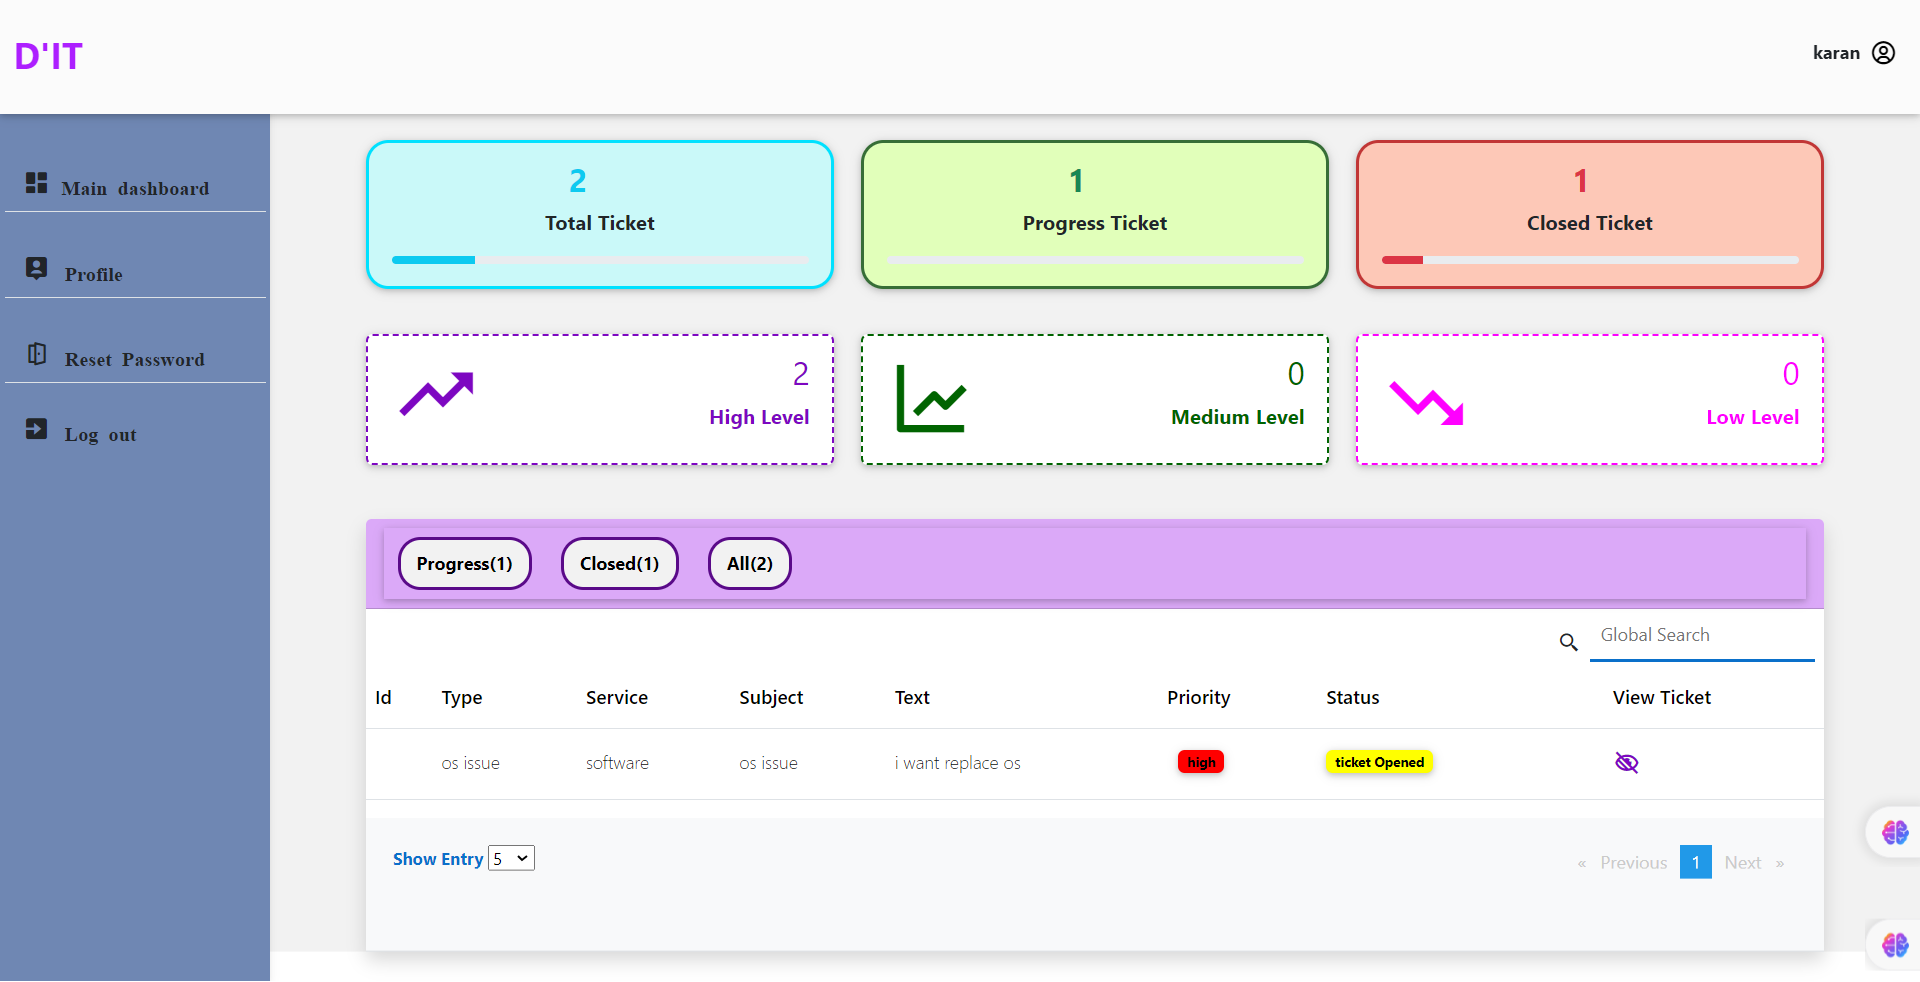 D'IT
karan
Main dashboard
Profile
Reset Password
Log out
2
Total Ticket
1
Progress Ticket
1
Closed Ticket
2
High Level
0
Medium Level
0
Low Level
Progress(1) Closed(1) All(2)
Global Search
Id Type Service Subject Text Priority Status View Ticket
os issue software os issue i want replace os high ticket Opened
Show Entry 5
« Previous 1 Next »